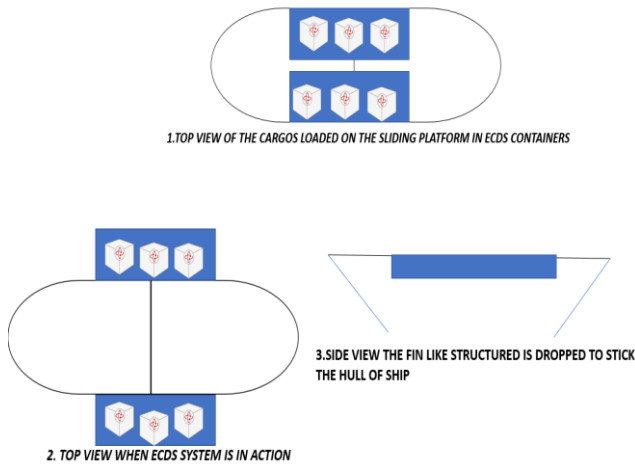 1.TOP VIEW OF THE CARGOS LOADED ON THE SLIDING PLATFORM IN ECDS CONTAINERS
3.SIDE VIEW THE FIN LIKE STRUCTURED IS DROPPED TO STICK
THE HULL OF SHIP
2. TOP VIEW WHEN ECDS SYSTEM IS IN ACTION